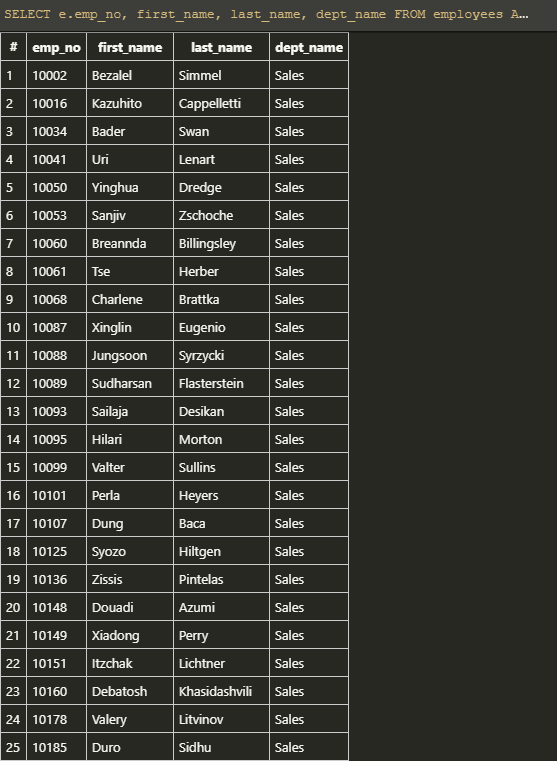 SELECT e.emp_no, first_name, last_name, dept_name FROM employees A…
# emp_no first_name last_name dept_name
1 10002 Bezalel Simmel Sales
2 10016 Kazuhito Cappelletti Sales
3 10034 Bader Swan Sales
4 10041 Uri Lenart Sales
5 10050 Yinghua Dredge Sales
6 10053 Sanjiv Zschoche Sales
7 10060 Breannda Billingsley Sales
8 10061 Tse Herber Sales
9 10068 Charlene Brattka Sales
10 10087 Xinglin Eugenio Sales
11 10088 Jungsoon Syrzycki Sales
12 10089 Sudharsan Flasterstein Sales
13 10093 Sailaja Desikan Sales
14 10095 Hilari Morton Sales
15 10099 Valter Sullins Sales
16 10101 Perla Heyers Sales
17 10107 Dung Baca Sales
18 10125 Syozo Hiltgen Sales
19 10136 Zissis Pintelas Sales
20 10148 Douadi Azumi Sales
21 10149 Xiadong Perry Sales
22 10151 Itzchak Lichtner Sales
23 10160 Debatosh Khasidashvili Sales
24 10178 Valery Litvinov Sales
25 10185 Duro Sidhu Sales